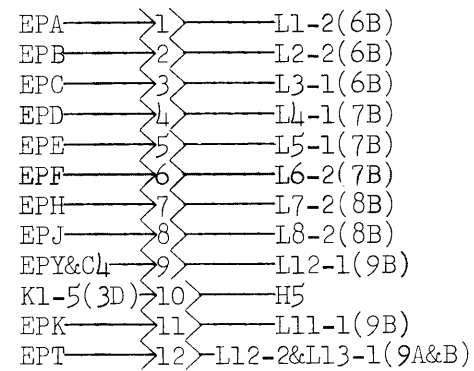 EPA 1 L1-2(6B)
EPB 2 L2-2(6B)
EPC 3 L3-1(6B)
EPD 4 L4-1(7B)
EPE 5 L5-1(7B)
EPF 6 L6-2(7B)
EPH 7 L7-2(8B)
EPJ 8 L8-2(8B)
EPY&C4 9 L12-1(9B)
K1-5(3D) 10 H5
EPK 11 L11-1(9B)
EPT 12 L12-2&L13-1(9A&B)